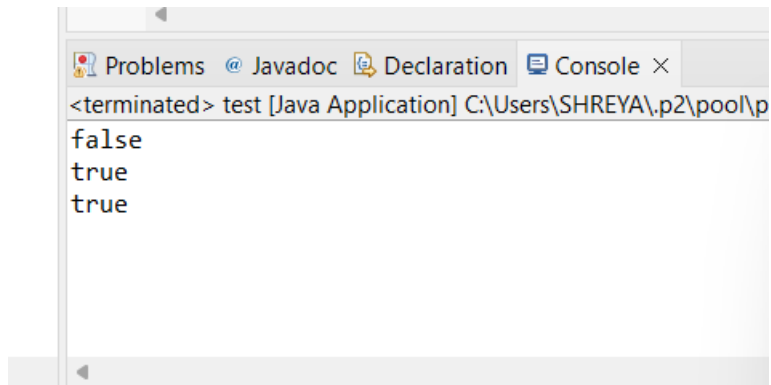 Problems @ Javadoc Declaration Console ×
<terminated> test [Java Application] C:\Users\SHREYA\.p2\pool\p
false
true
true